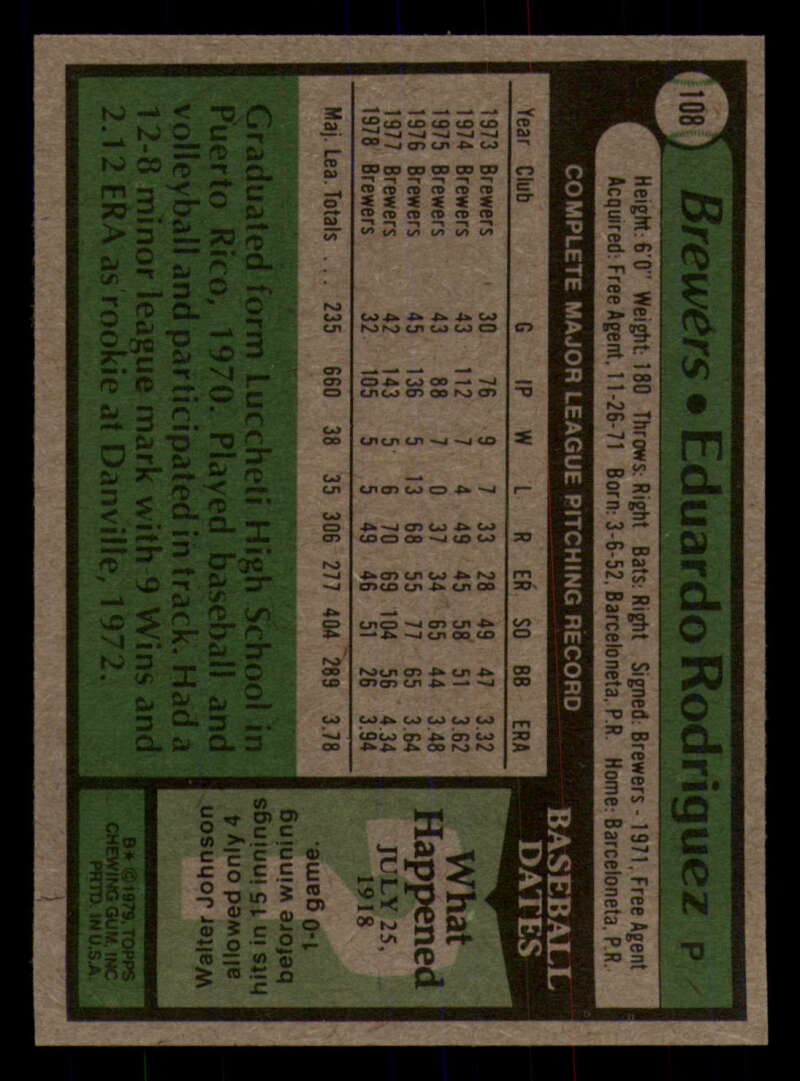 108
Brewers • Eduardo Rodriguez P
Height: 6'0" Weight: 180 Throws: Right Bats: Right Signed: Brewers - 1971, Free Agent
Acquired: Free Agent, 11-26-71 Born: 3-6-52, Barceloneta, P.R. Home: Barceloneta, P.R.
COMPLETE MAJOR LEAGUE PITCHING RECORD
Year Club G IP W L R ER SO BB ERA
1973 Brewers 30 76 9 7 33 28 49 47 3.32
1974 Brewers 43 112 7 4 49 45 58 51 3.62
1975 Brewers 43 88 7 0 37 34 65 44 3.48
1976 Brewers 45 136 5 13 68 55 77 65 3.64
1977 Brewers 42 143 5 6 70 69 104 56 4.34
1978 Brewers 32 105 5 5 49 46 51 26 3.94
Maj. Lea. Totals ... 235 660 38 35 306 277 404 289 3.78
Graduated form Luccheti High School in
Puerto Rico, 1970. Played baseball and
volleyball and participated in track. Had a
12-8 minor league mark with 9 Wins and
2.12 ERA as rookie at Danville, 1972.
BASEBALL
DATES
What
Happened
JULY 25,
1918
Walter Johnson
allowed only 4
hits in 15 innings
before winning
1-0 game.
B* © 1979, TOPPS
CHEWING GUM, INC
PRTD. IN U.S.A.